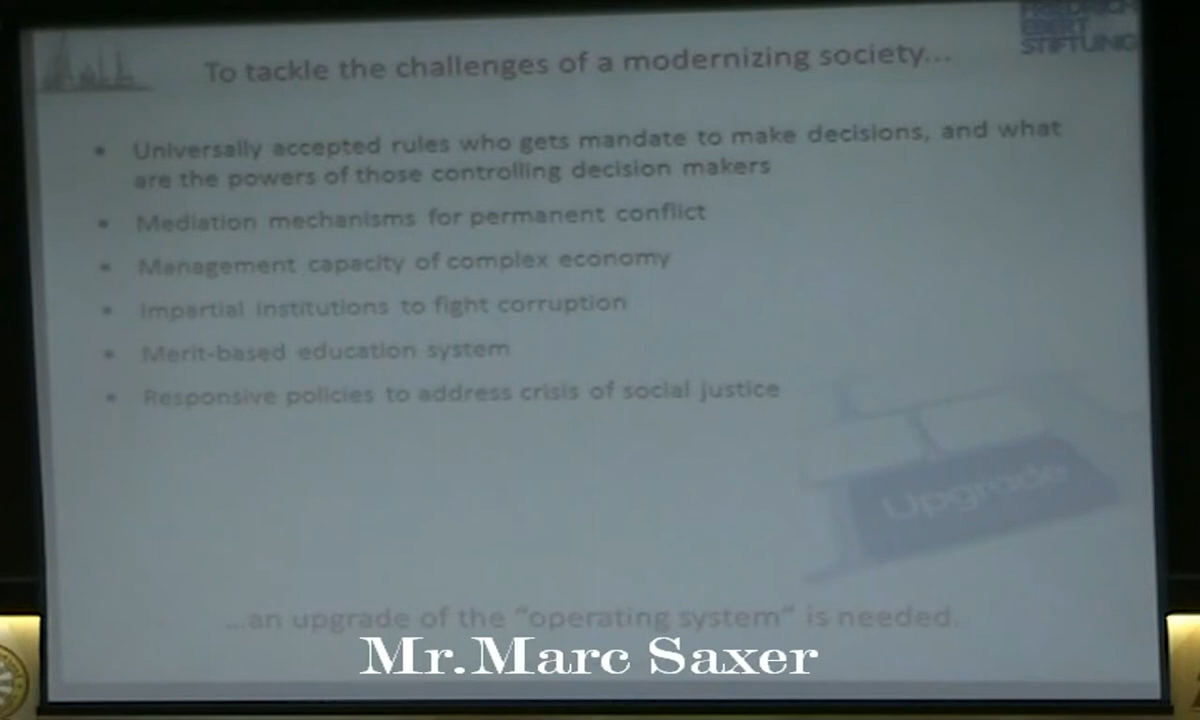 FRIEDRICH
EBERT
STIFTUNG
To tackle the challenges of a modernizing society...
• Universally accepted rules who gets mandate to make decisions, and what
are the powers of those controlling decision makers
• Mediation mechanisms for permanent conflict
• Management capacity of complex economy
• Impartial institutions to fight corruption
• Merit-based education system
• Responsive policies to address crisis of social justice
Upgrade
...an upgrade of the "operating system" is needed.
Mr.Marc Saxer